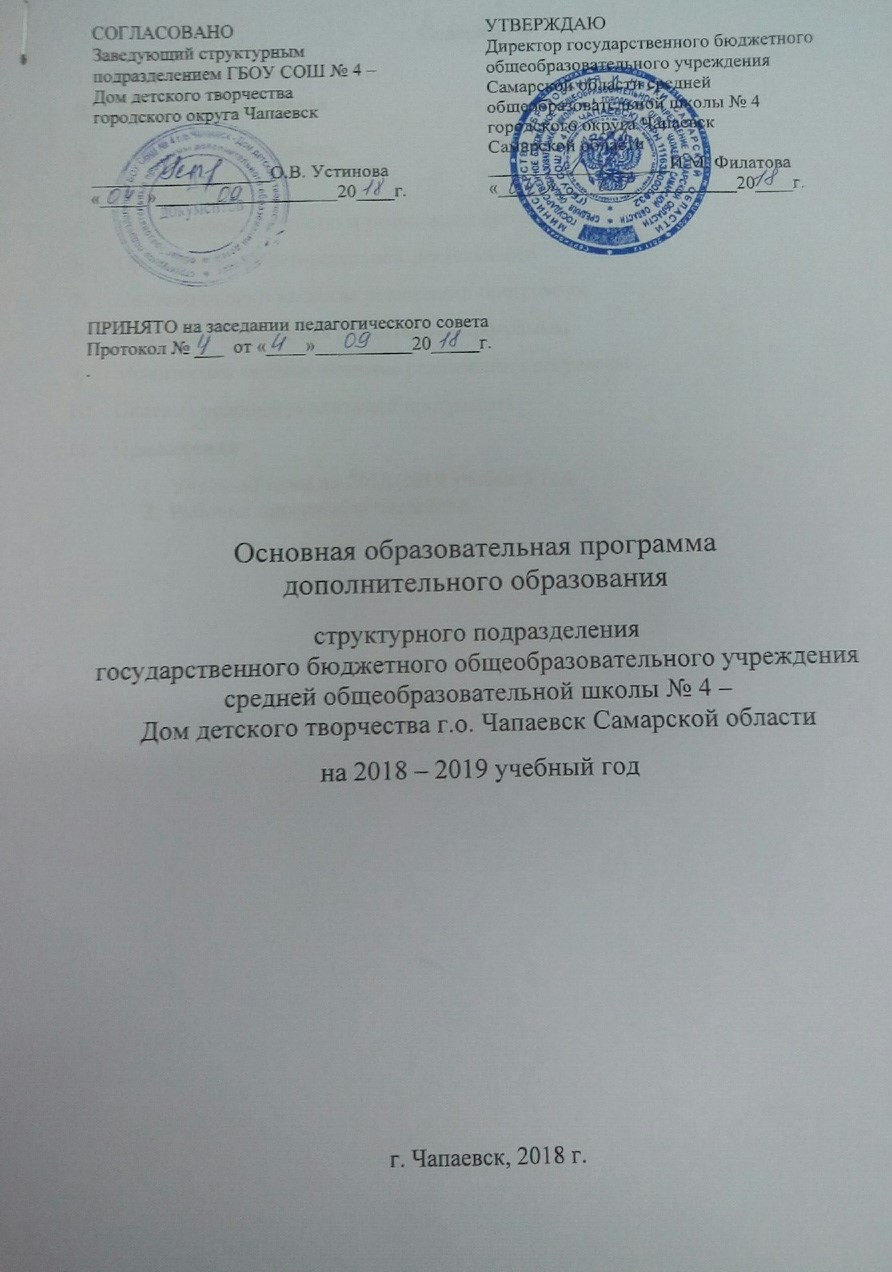 СОГЛАСОВАНО
Заведующий структурным
подразделением ГБОУ СОШ № 4 –
Дом детского творчества
городского округа Чапаевск
О.В. Устинова
« 04 » 09 20 18 г.
УТВЕРЖДАЮ
Директор государственного бюджетного
общеобразовательного учреждения
Самарской области средней
общеобразовательной школы № 4
городского округа Чапаевск
Самарской области
И.М. Филатова
« 2018 г.
ПРИНЯТО на заседании педагогического совета
Протокол № 4 от « 4 » 09 20 18 г.
Основная образовательная программа
дополнительного образования
структурного подразделения
государственного бюджетного общеобразовательного учреждения
средней общеобразовательной школы № 4 –
Дом детского творчества г.о. Чапаевск Самарской области
на 2018 – 2019 учебный год
г. Чапаевск, 2018 г.